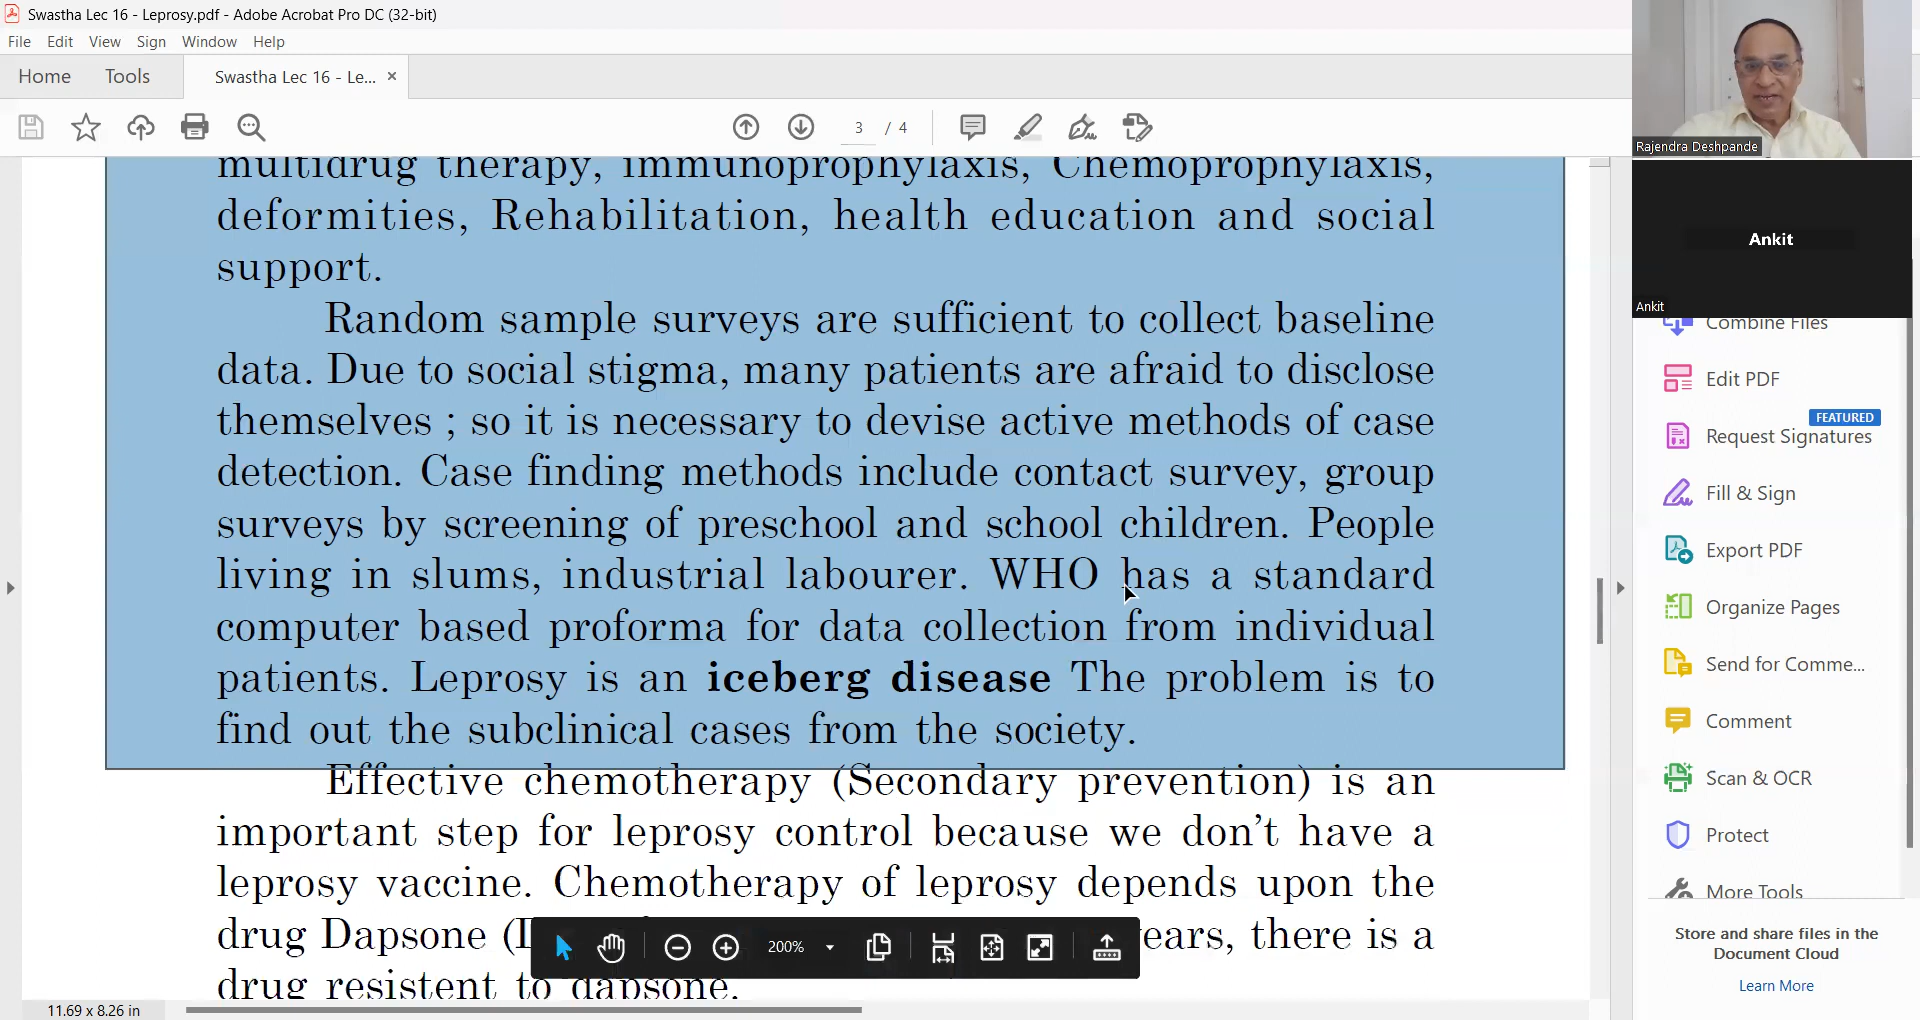 Swastha Lec 16 - Leprosy.pdf - Adobe Acrobat Pro DC (32-bit)
File Edit View Sign Window Help
Home Tools Swastha Lec 16 - Le... ×
3 / 4
multidrug therapy, immunoprophylaxis, Chemoprophylaxis,
deformities, Rehabilitation, health education and social
support.
Random sample surveys are sufficient to collect baseline
data. Due to social stigma, many patients are afraid to disclose
themselves ; so it is necessary to devise active methods of case
detection. Case finding methods include contact survey, group
surveys by screening of preschool and school children. People
living in slums, industrial labourer. WHO has a standard
computer based proforma for data collection from individual
patients. Leprosy is an iceberg disease The problem is to
find out the subclinical cases from the society.
Effective chemotherapy (Secondary prevention) is an
important step for leprosy control because we don't have a
leprosy vaccine. Chemotherapy of leprosy depends upon the
drug Dapsone ( years, there is a
drug resistent to dapsone.
200%
11.69 x 8.26 in
Rajendra Deshpande
Ankit
Ankit
Combine Files
Edit PDF
FEATURED
Request Signatures
Fill & Sign
Export PDF
Organize Pages
Send for Comme...
Comment
Scan & OCR
Protect
More Tools
Store and share files in the
Document Cloud
Learn More